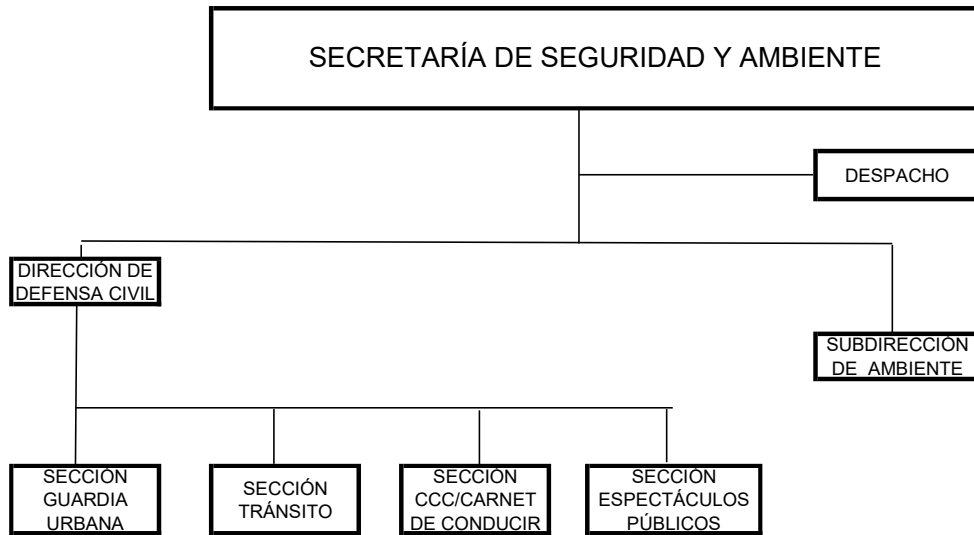 SECRETARÍA DE SEGURIDAD Y AMBIENTE
DESPACHO
DIRECCIÓN DE
DEFENSA CIVIL
SUBDIRECCIÓN
DE AMBIENTE
SECCIÓN
GUARDIA
URBANA
SECCIÓN
TRÁNSITO
SECCIÓN
CCC/CARNET
DE CONDUCIR
SECCIÓN
ESPECTÁCULOS
PÚBLICOS